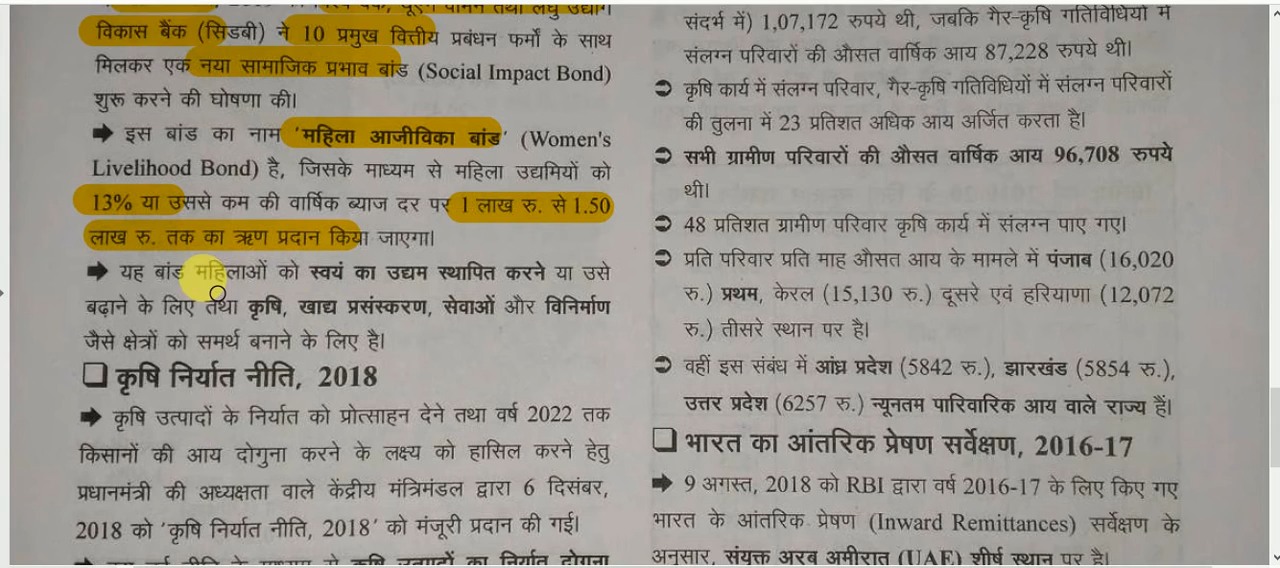 विकास बैंक (सिडबी) ने 10 प्रमुख वित्तीय प्रबंधन फर्मों के साथ
मिलकर एक नया सामाजिक प्रभाव बांड (Social Impact Bond)
शुरू करने की घोषणा की।
➡ इस बांड का नाम 'महिला आजीविका बांड' (Women's
Livelihood Bond) है, जिसके माध्यम से महिला उद्यमियों को
13% या उससे कम की वार्षिक ब्याज दर पर 1 लाख रु. से 1.50
लाख रु. तक का ऋण प्रदान किया जाएगा।
➡ यह बांड महिलाओं को स्वयं का उद्यम स्थापित करने या उसे
बढ़ाने के लिए तथा कृषि, खाद्य प्रसंस्करण, सेवाओं और विनिर्माण
जैसे क्षेत्रों को समर्थ बनाने के लिए है।
❑ कृषि निर्यात नीति, 2018
➡ कृषि उत्पादों के निर्यात को प्रोत्साहन देने तथा वर्ष 2022 तक
किसानों की आय दोगुना करने के लक्ष्य को हासिल करने हेतु
प्रधानमंत्री की अध्यक्षता वाले केंद्रीय मंत्रिमंडल द्वारा 6 दिसंबर,
2018 को 'कृषि निर्यात नीति, 2018' को मंजूरी प्रदान की गई।
कृषि उत्पादों का निर्यात दोगुना
संदर्भ में) 1,07,172 रुपये थी, जबकि गैर-कृषि गतिविधियों में
संलग्न परिवारों की औसत वार्षिक आय 87,228 रुपये थी।
➲ कृषि कार्य में संलग्न परिवार, गैर-कृषि गतिविधियों में संलग्न परिवारों
की तुलना में 23 प्रतिशत अधिक आय अर्जित करता है।
➲ सभी ग्रामीण परिवारों की औसत वार्षिक आय 96,708 रुपये
थी।
➲ 48 प्रतिशत ग्रामीण परिवार कृषि कार्य में संलग्न पाए गए।
➲ प्रति परिवार प्रति माह औसत आय के मामले में पंजाब (16,020
रु.) प्रथम, केरल (15,130 रु.) दूसरे एवं हरियाणा (12,072
रु.) तीसरे स्थान पर है।
➲ वहीं इस संबंध में आंध्र प्रदेश (5842 रु.), झारखंड (5854 रु.),
उत्तर प्रदेश (6257 रु.) न्यूनतम पारिवारिक आय वाले राज्य हैं।
❑ भारत का आंतरिक प्रेषण सर्वेक्षण, 2016-17
➡ 9 अगस्त, 2018 को RBI द्वारा वर्ष 2016-17 के लिए किए गए
भारत के आंतरिक प्रेषण (Inward Remittances) सर्वेक्षण के
अनुसार, संयुक्त अरब अमीरात (UAE) शीर्ष स्थान पर है।